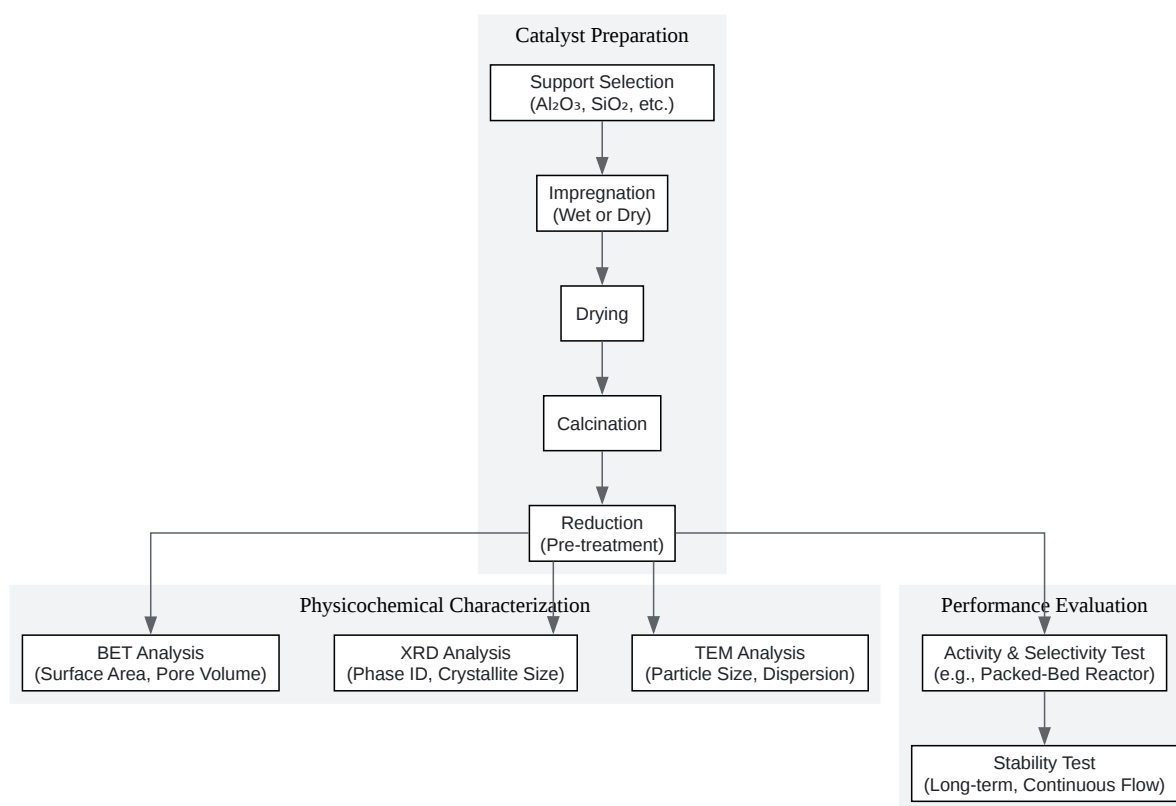 Catalyst Preparation
Support Selection
(Al₂O₃, SiO₂, etc.)
Impregnation
(Wet or Dry)
Drying
Calcination
Reduction
(Pre-treatment)
Physicochemical Characterization
BET Analysis
(Surface Area, Pore Volume)
XRD Analysis
(Phase ID, Crystallite Size)
TEM Analysis
(Particle Size, Dispersion)
Performance Evaluation
Activity & Selectivity Test
(e.g., Packed-Bed Reactor)
Stability Test
(Long-term, Continuous Flow)